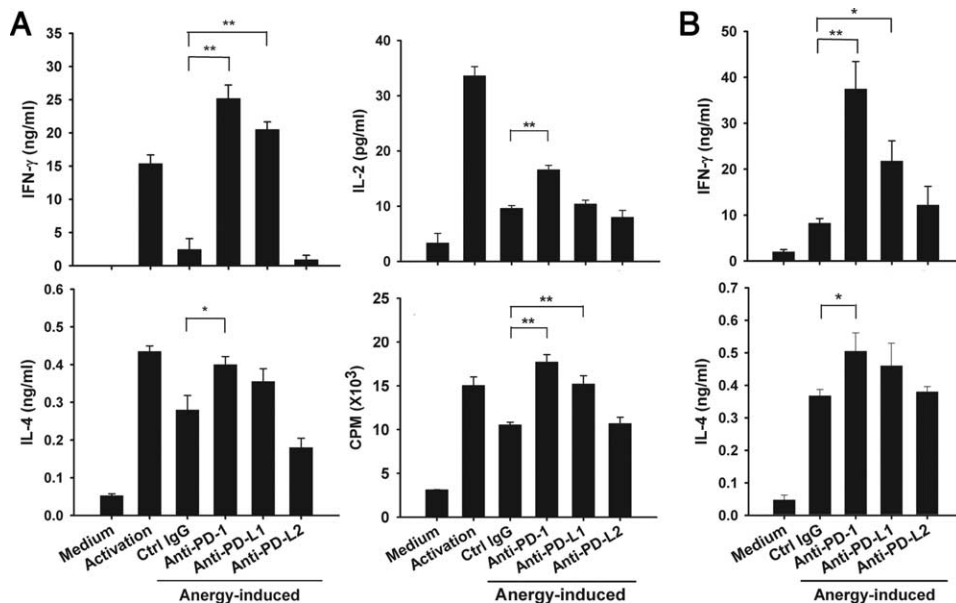 A
B
**
**
IFN-γ (ng/ml)
35
30
25
20
15
10
5
0
**
IL-2 (pg/ml)
40
30
20
10
0
*
**
IFN-γ (ng/ml)
50
40
30
20
10
0
*
IL-4 (ng/ml)
0.6
0.5
0.4
0.3
0.2
0.1
0.0
Medium
Activation
Ctrl IgG
Anti-PD-1
Anti-PD-L1
Anti-PD-L2
Anergy-induced
**
**
CPM (X10³)
25
20
15
10
5
0
Medium
Activation
Ctrl IgG
Anti-PD-1
Anti-PD-L1
Anti-PD-L2
Anergy-induced
*
IL-4 (ng/ml)
0.7
0.6
0.5
0.4
0.3
0.2
0.1
0.0
Medium
Ctrl IgG
Anti-PD-1
Anti-PD-L1
Anti-PD-L2
Anergy-induced